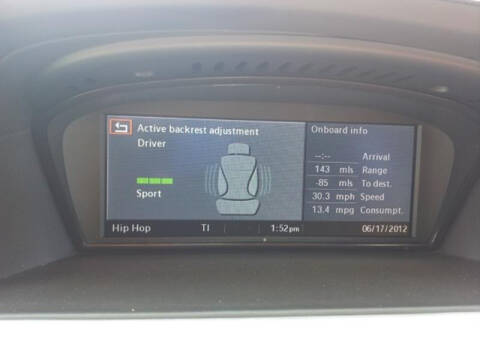 Active backrest adjustment
Driver
Sport
Onboard info
--:-- Arrival
143 mls Range
-85 mls To dest.
30.3 mph Speed
13.4 mpg Consumpt.
Hip Hop TI 1:52pm 06/17/2012